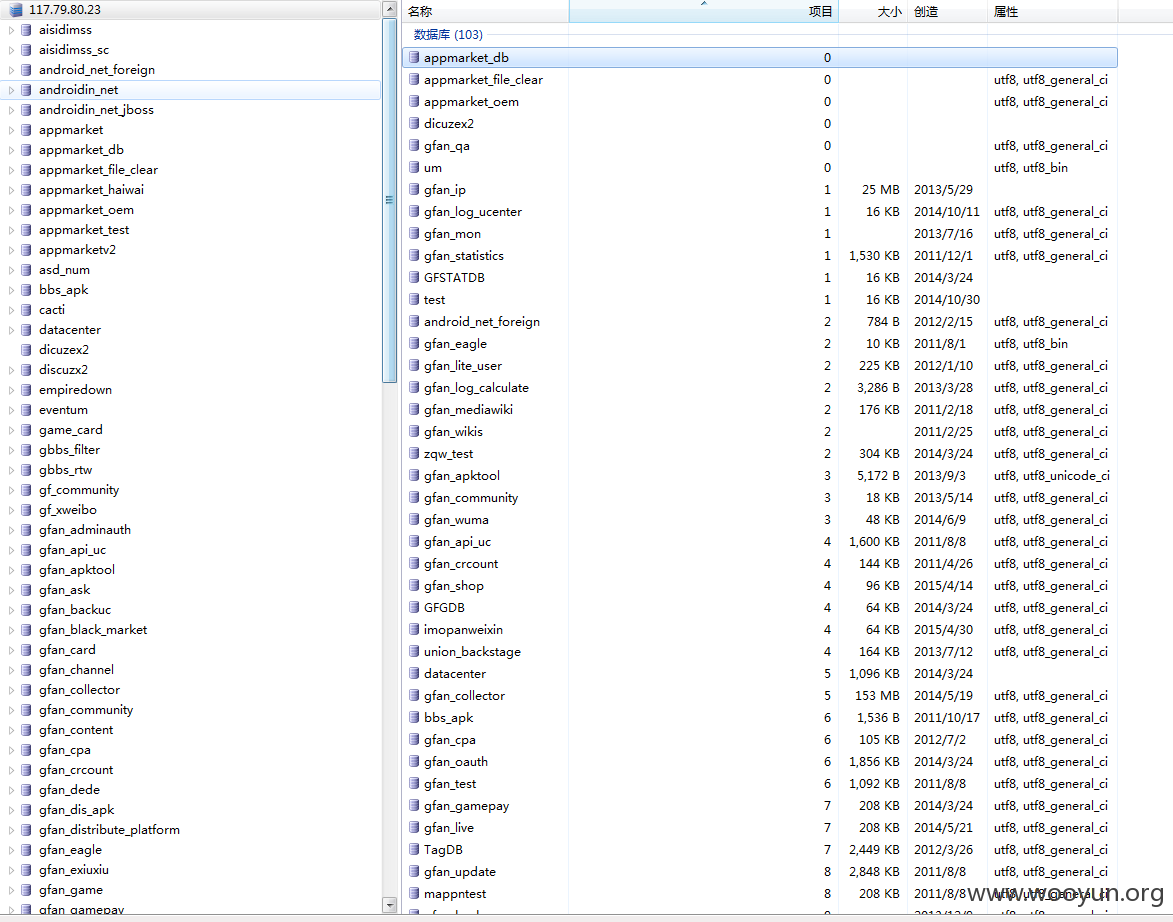 117.79.80.23
aisidimss
aisidimss_sc
android_net_foreign
androidin_net
androidin_net_jboss
appmarket
appmarket_db
appmarket_file_clear
appmarket_haiwai
appmarket_oem
appmarket_test
appmarketv2
asd_num
bbs_apk
cacti
datacenter
dicuzex2
discuzx2
empiredown
eventum
game_card
gbbs_filter
gbbs_rtw
gf_community
gf_xweibo
gfan_adminauth
gfan_api_uc
gfan_apktool
gfan_ask
gfan_backuc
gfan_black_market
gfan_card
gfan_channel
gfan_collector
gfan_community
gfan_content
gfan_cpa
gfan_crcount
gfan_dede
gfan_dis_apk
gfan_distribute_platform
gfan_eagle
gfan_exiuxiu
gfan_game
gfan_gamepay
名称 项目 大小 创造 属性
数据库 (103)
appmarket_db 0
appmarket_file_clear 0 utf8, utf8_general_ci
appmarket_oem 0 utf8, utf8_general_ci
dicuzex2 0
gfan_qa 0 utf8, utf8_general_ci
um 0 utf8, utf8_bin
gfan_ip 1 25 MB 2013/5/29
gfan_log_ucenter 1 16 KB 2014/10/11 utf8, utf8_general_ci
gfan_mon 1 2013/7/16 utf8, utf8_general_ci
gfan_statistics 1 1,530 KB 2011/12/1 utf8, utf8_general_ci
GFSTATDB 1 16 KB 2014/3/24
test 1 16 KB 2014/10/30
android_net_foreign 2 784 B 2012/2/15 utf8, utf8_general_ci
gfan_eagle 2 10 KB 2011/8/1 utf8, utf8_bin
gfan_lite_user 2 225 KB 2012/1/10 utf8, utf8_general_ci
gfan_log_calculate 2 3,286 B 2013/3/28 utf8, utf8_general_ci
gfan_mediawiki 2 176 KB 2011/2/18 utf8, utf8_general_ci
gfan_wikis 2 2011/2/25 utf8, utf8_general_ci
zqw_test 2 304 KB 2014/3/24 utf8, utf8_general_ci
gfan_apktool 3 5,172 B 2013/9/3 utf8, utf8_unicode_ci
gfan_community 3 18 KB 2013/5/14 utf8, utf8_general_ci
gfan_wuma 3 48 KB 2014/6/9 utf8, utf8_general_ci
gfan_api_uc 4 1,600 KB 2011/8/8 utf8, utf8_general_ci
gfan_crcount 4 144 KB 2011/4/26 utf8, utf8_general_ci
gfan_shop 4 96 KB 2015/4/14 utf8, utf8_general_ci
GFGDB 4 64 KB 2014/3/24 utf8, utf8_general_ci
imopanweixin 4 64 KB 2015/4/30 utf8, utf8_general_ci
union_backstage 4 164 KB 2013/7/12 utf8, utf8_general_ci
datacenter 5 1,096 KB 2014/3/24
gfan_collector 5 153 MB 2014/5/19 utf8, utf8_general_ci
bbs_apk 6 1,536 B 2011/10/17 utf8, utf8_general_ci
gfan_cpa 6 105 KB 2012/7/2 utf8, utf8_general_ci
gfan_oauth 6 1,856 KB 2014/3/24 utf8, utf8_general_ci
gfan_test 6 1,092 KB 2011/8/8 utf8, utf8_general_ci
gfan_gamepay 7 208 KB 2014/3/24 utf8, utf8_general_ci
gfan_live 7 208 KB 2014/5/21 utf8, utf8_general_ci
TagDB 7 2,449 KB 2012/3/26 utf8, utf8_general_ci
gfan_update 8 2,848 KB 2011/8/8 utf8, utf8_general_ci
mappntest 8 208 KB 2011/8/8 utf8, utf8_general_ci
www.wooyun.org